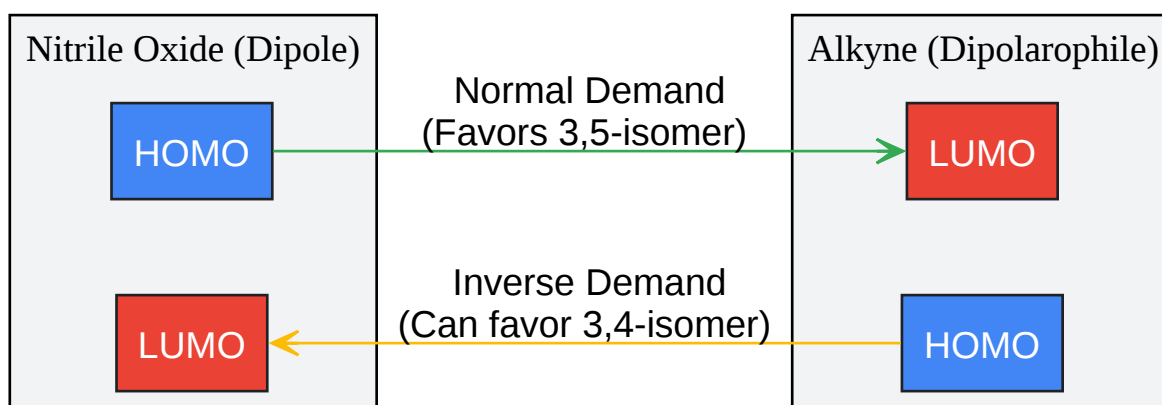 Nitrile Oxide (Dipole)
Alkyne (Dipolarophile)
Normal Demand
(Favors 3,5-isomer)
HOMO
LUMO
Inverse Demand
(Can favor 3,4-isomer)
LUMO
HOMO